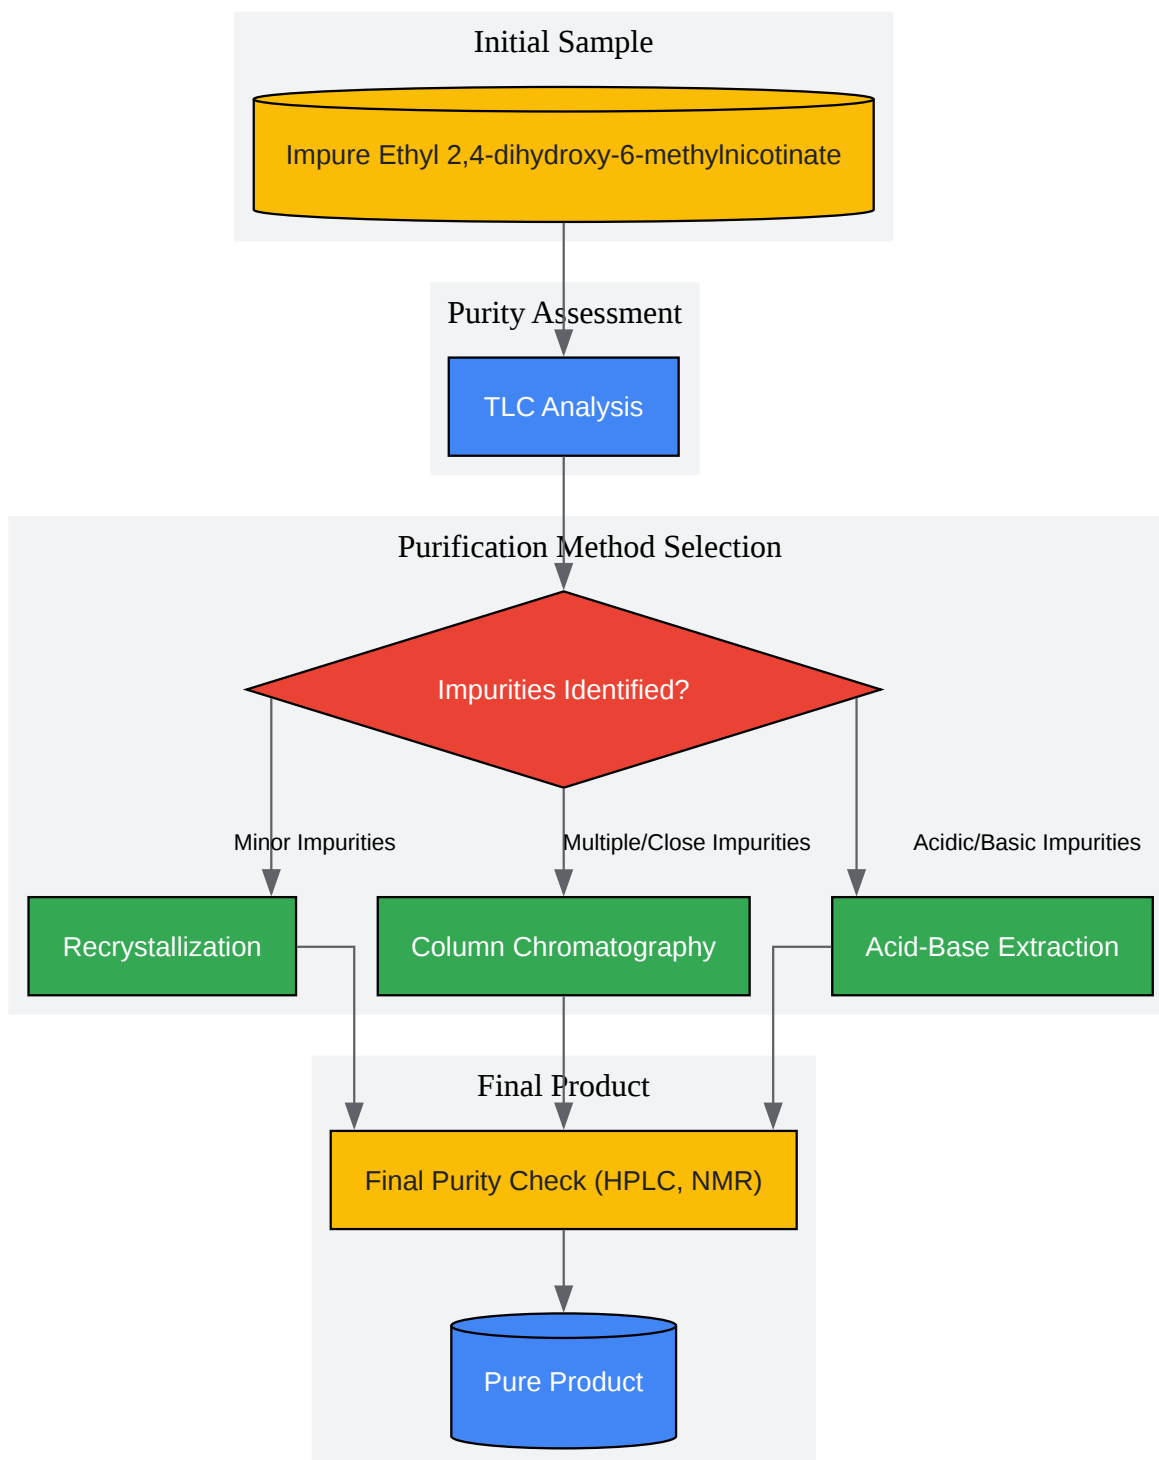 Initial Sample
Impure Ethyl 2,4-dihydroxy-6-methylnicotinate
Purity Assessment
TLC Analysis
Purification Method Selection
Impurities Identified?
Minor Impurities
Multiple/Close Impurities
Acidic/Basic Impurities
Recrystallization
Column Chromatography
Acid-Base Extraction
Final Product
Final Purity Check (HPLC, NMR)
Pure Product